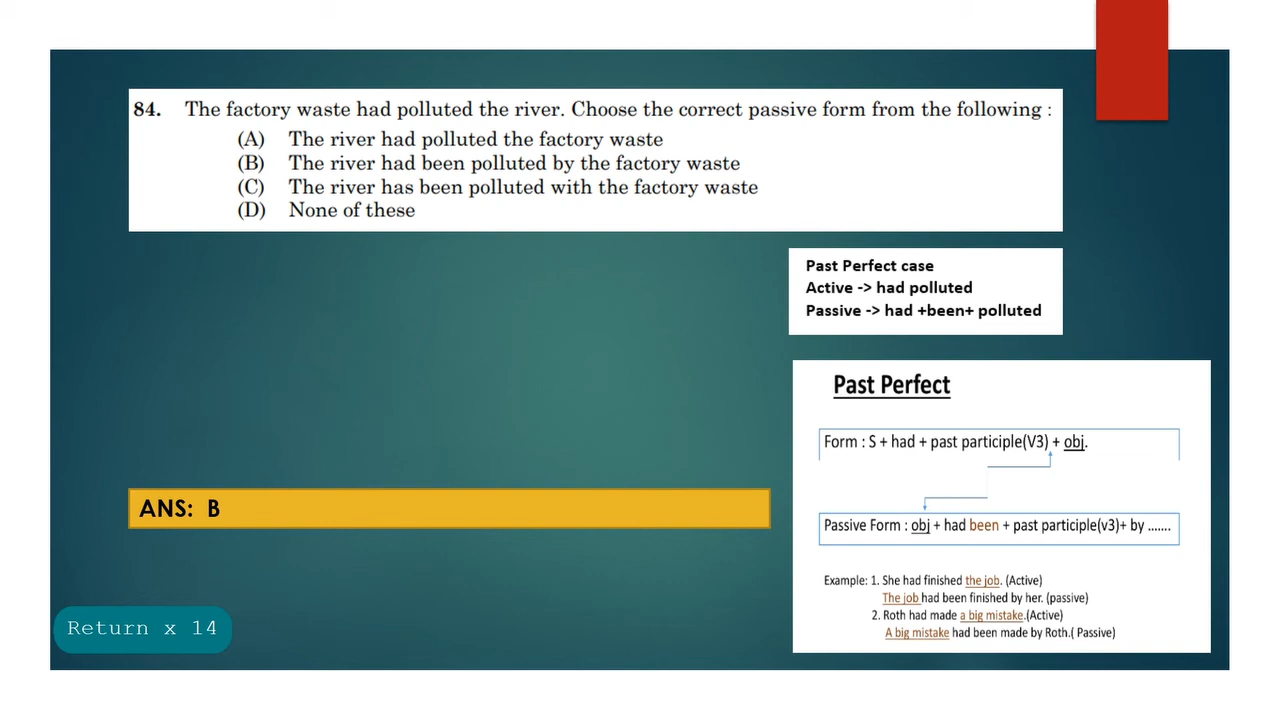 84. The factory waste had polluted the river. Choose the correct passive form from the following :
(A) The river had polluted the factory waste
(B) The river had been polluted by the factory waste
(C) The river has been polluted with the factory waste
(D) None of these
Past Perfect case
Active -> had polluted
Passive -> had +been+ polluted
Past Perfect
Form : S + had + past participle(V3) + obj.
Passive Form : obj + had been + past participle(v3)+ by .......
Example: 1. She had finished the job. (Active)
The job had been finished by her. (passive)
2. Roth had made a big mistake.(Active)
A big mistake had been made by Roth.( Passive)
ANS: B
Return x 14